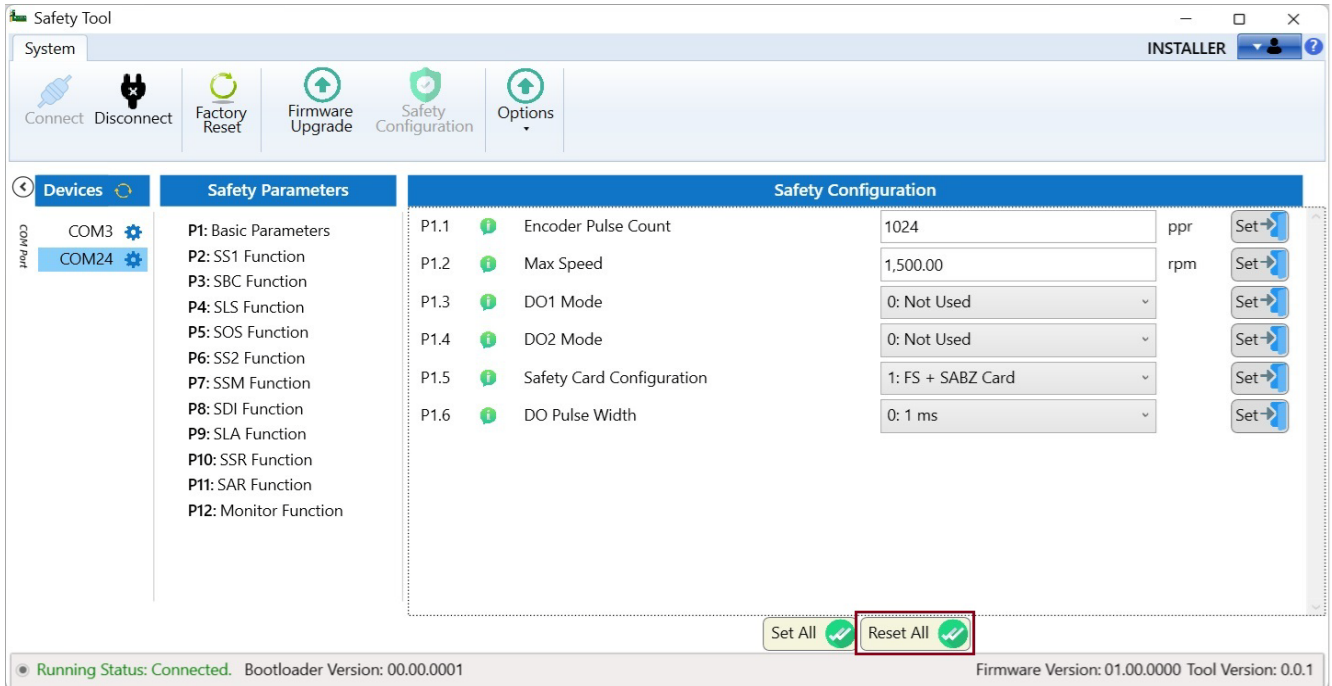 Safety Tool
System
INSTALLER
Connect
Disconnect
Factory
Reset
Firmware
Upgrade
Safety
Configuration
Options
Devices
COM Port
COM3
COM24
Safety Parameters
P1: Basic Parameters
P2: SS1 Function
P3: SBC Function
P4: SLS Function
P5: SOS Function
P6: SS2 Function
P7: SSM Function
P8: SDI Function
P9: SLA Function
P10: SSR Function
P11: SAR Function
P12: Monitor Function
Safety Configuration
P1.1 Encoder Pulse Count 1024 ppr Set
P1.2 Max Speed 1,500.00 rpm Set
P1.3 DO1 Mode 0: Not Used Set
P1.4 DO2 Mode 0: Not Used Set
P1.5 Safety Card Configuration 1: FS + SABZ Card Set
P1.6 DO Pulse Width 0: 1 ms Set
Set All Reset All
Running Status: Connected. Bootloader Version: 00.00.0001 Firmware Version: 01.00.0000 Tool Version: 0.0.1